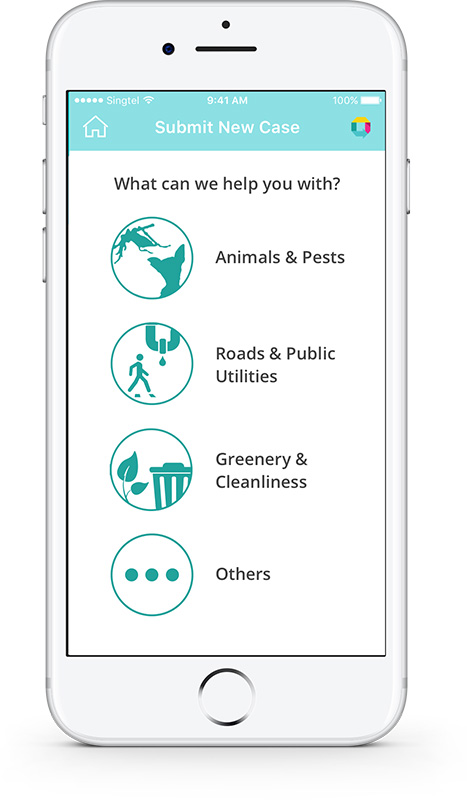 Singtel 9:41 AM 100%
Submit New Case
What can we help you with?
Animals & Pests
Roads & Public
Utilities
Greenery &
Cleanliness
Others